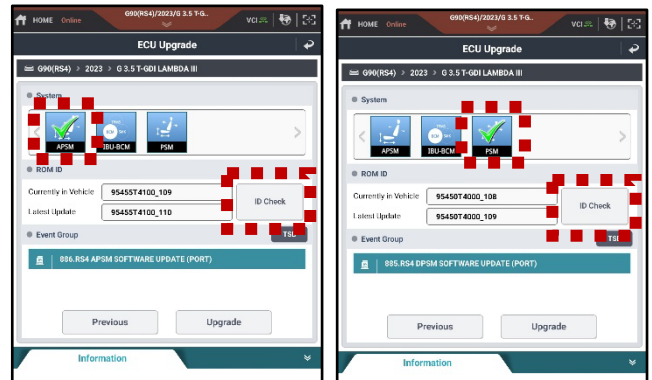 HOME Online
G90(RS4)/2023/G 3.5 T-G..
VCI
ECU Upgrade
G90(RS4) > 2023 > G 3.5 T-GDI LAMBDA III
System
APSM
IBU-BCM
PSM
ROM ID
Currently in Vehicle 95455T4100_109
ID Check
Latest Update 95455T4100_110
Event Group
886.RS4 APSM SOFTWARE UPDATE (PORT)
Previous Upgrade
Information
HOME Online
G90(RS4)/2023/G 3.5 T-G..
VCI
ECU Upgrade
G90(RS4) > 2023 > G 3.5 T-GDI LAMBDA III
System
APSM
IBU-BCM
PSM
ROM ID
Currently in Vehicle 95450T4000_108
ID Check
Latest Update 95450T4000_109
Event Group
885.RS4 DPSM SOFTWARE UPDATE (PORT)
Previous Upgrade
Information